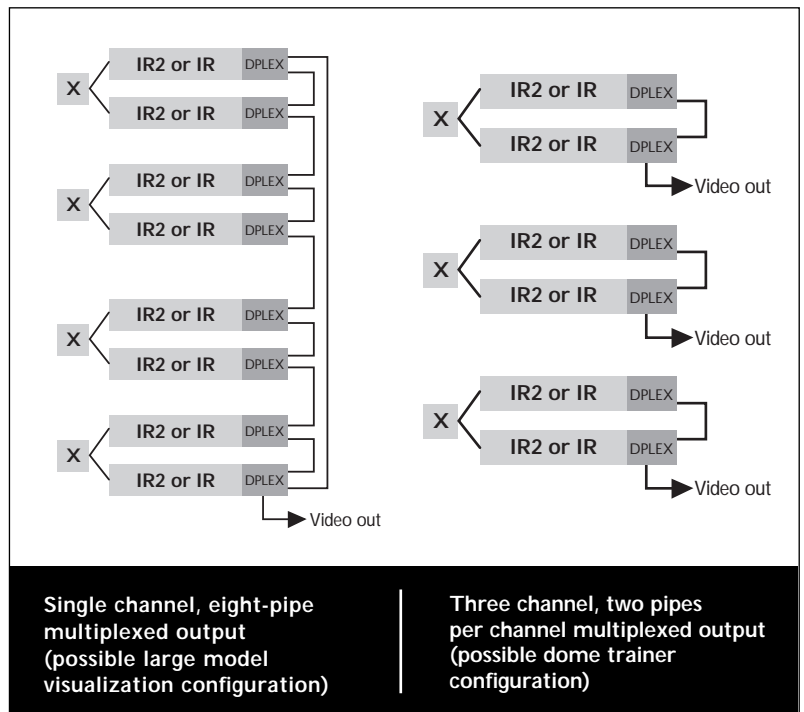 X
IR2 or IR DPLEX
IR2 or IR DPLEX
X
IR2 or IR DPLEX
IR2 or IR DPLEX
X
IR2 or IR DPLEX
IR2 or IR DPLEX
X
IR2 or IR DPLEX
IR2 or IR DPLEX
Video out
X
IR2 or IR DPLEX
IR2 or IR DPLEX
Video out
X
IR2 or IR DPLEX
IR2 or IR DPLEX
Video out
X
IR2 or IR DPLEX
IR2 or IR DPLEX
Video out
Single channel, eight-pipe
multiplexed output
(possible large model
visualization configuration)
Three channel, two pipes
per channel multiplexed output
(possible dome trainer
configuration)